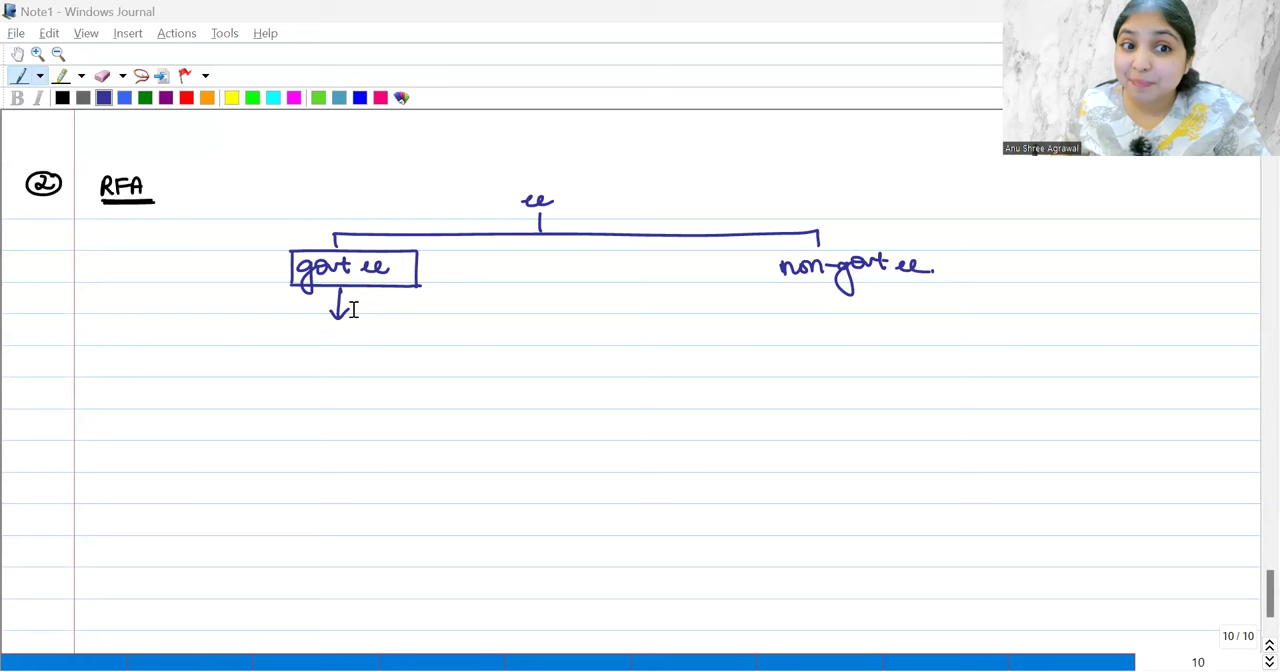 Note1 - Windows Journal
File Edit View Insert Actions Tools Help
B I
Anu Shree Agrawal
2 RFA
ee
govt ee non-govt ee.
10 / 10
10